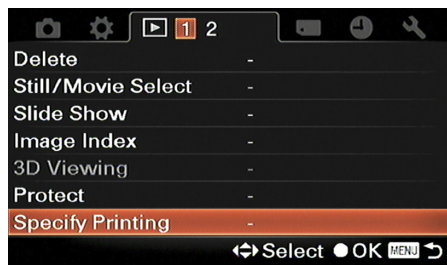 1 2
Delete -
Still/Movie Select -
Slide Show -
Image Index -
3D Viewing -
Protect -
Specify Printing -
Select OK MENU